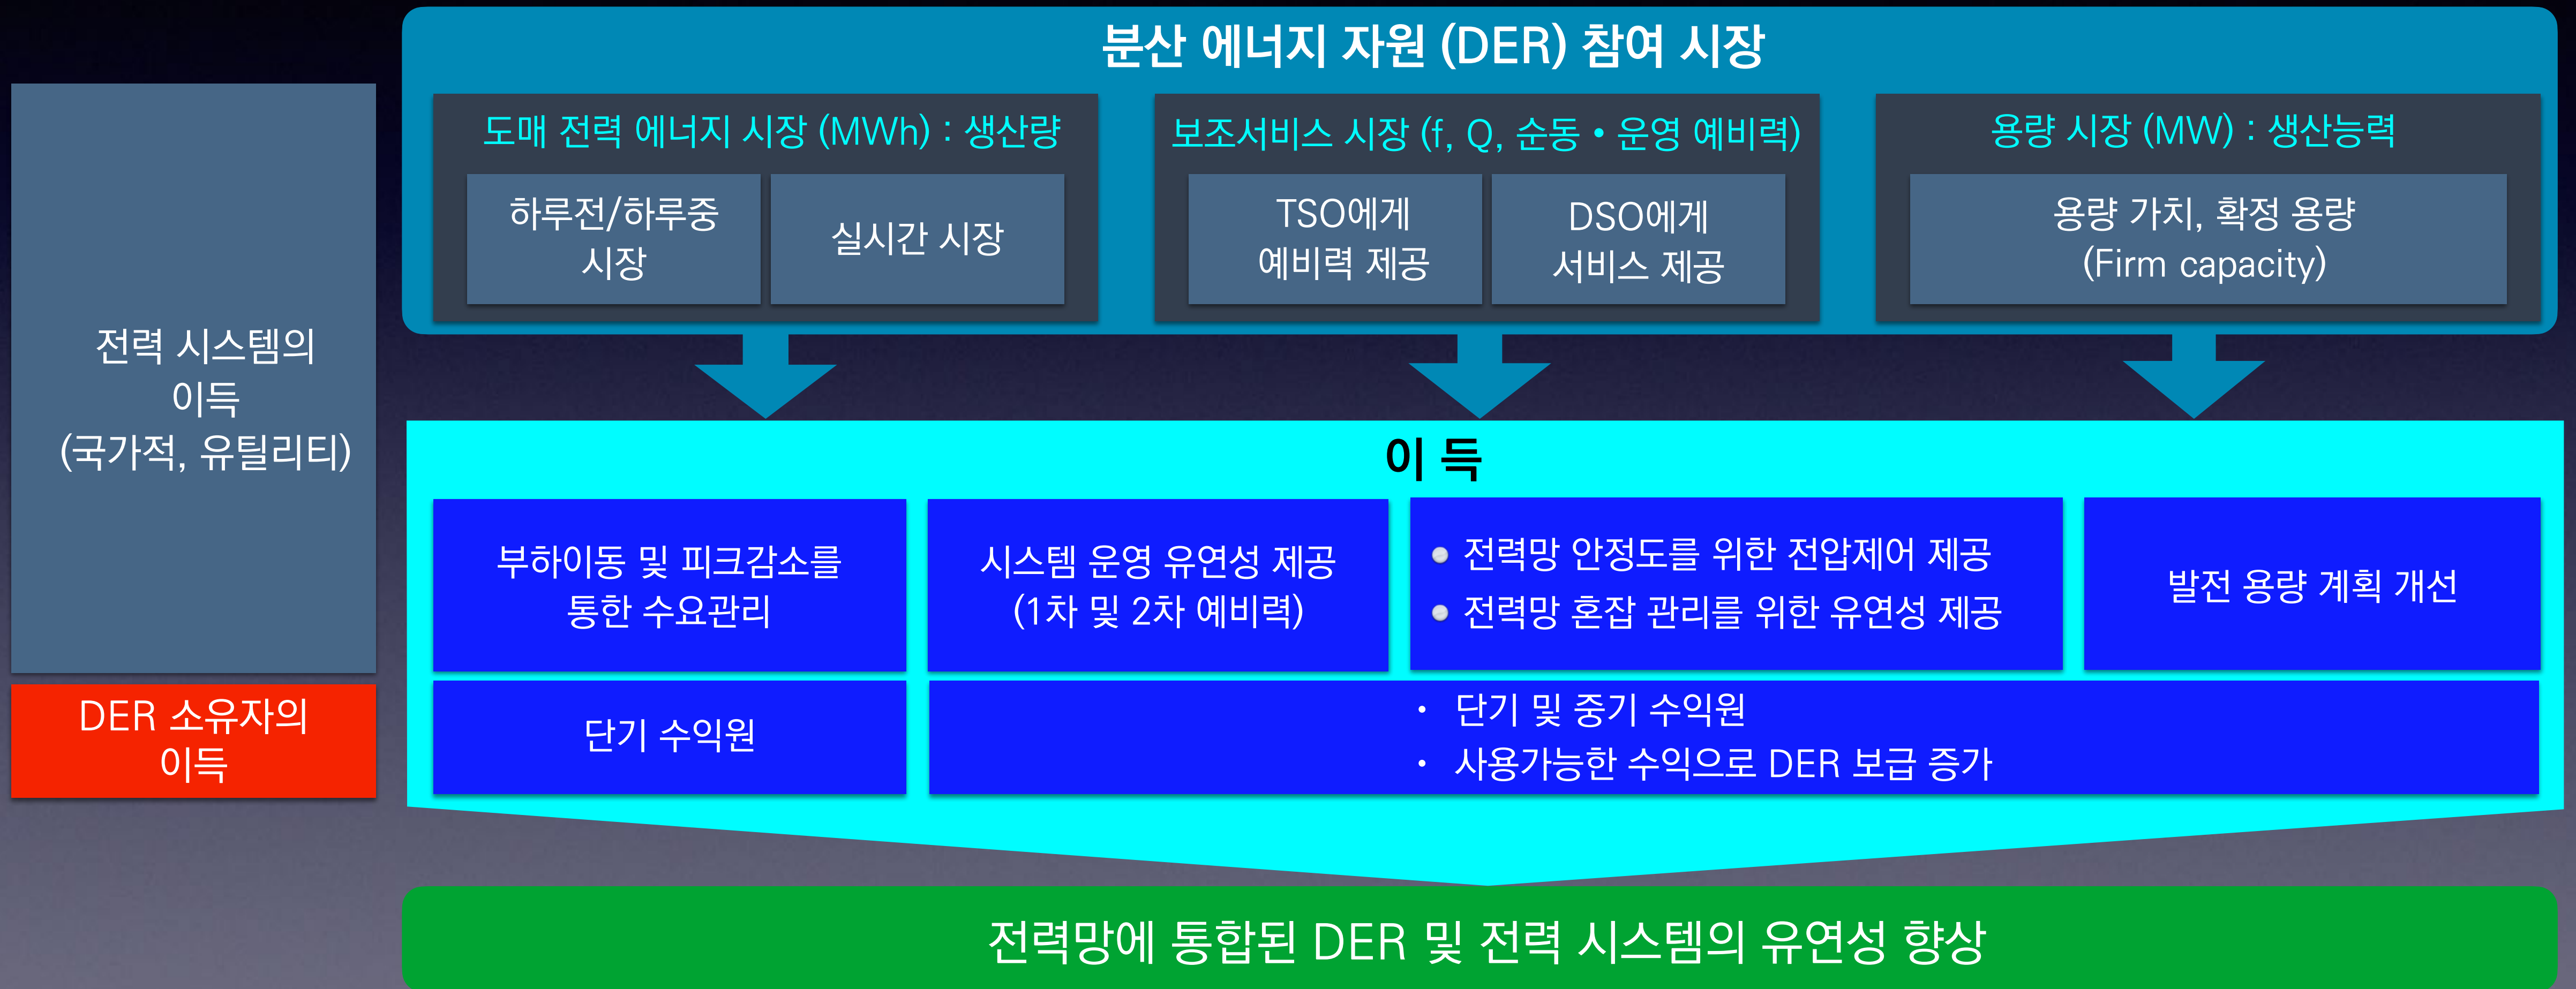 분산 에너지 자원 (DER) 참여 시장
도매 전력 에너지 시장 (MWh) : 생산량
하루전/하루중
시장
실시간 시장
보조서비스 시장 (f, Q, 순동 • 운영 예비력)
TSO에게
예비력 제공
DSO에게
서비스 제공
용량 시장 (MW) : 생산능력
용량 가치, 확정 용량
(Firm capacity)
전력 시스템의
이득
(국가적, 유틸리티)
이 득
부하이동 및 피크감소를
통한 수요관리
시스템 운영 유연성 제공
(1차 및 2차 예비력)
• 전력망 안정도를 위한 전압제어 제공
• 전력망 혼잡 관리를 위한 유연성 제공
발전 용량 계획 개선
DER 소유자의
이득
단기 수익원
• 단기 및 중기 수익원
• 사용가능한 수익으로 DER 보급 증가
전력망에 통합된 DER 및 전력 시스템의 유연성 향상